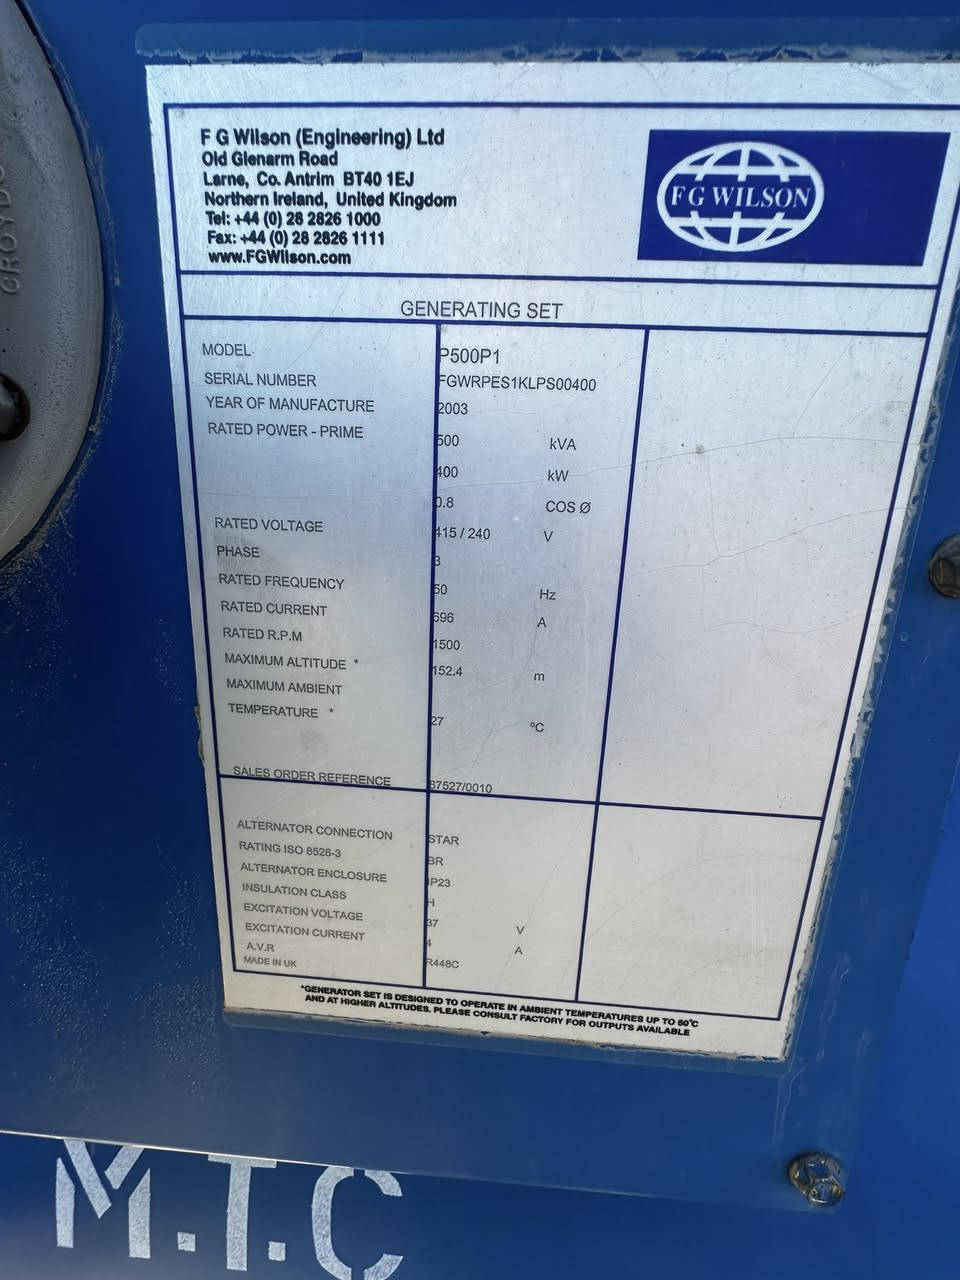 F G Wilson (Engineering) Ltd
Old Glenarm Road
Larne, Co. Antrim BT40 1EJ
Northern Ireland, United Kingdom
Tel: +44 (0) 28 2826 1000
Fax: +44 (0) 28 2826 1111
www.FGWilson.com
FG WILSON
GENERATING SET
MODEL P500P1
SERIAL NUMBER FGWRPES1KLPS00400
YEAR OF MANUFACTURE 2003
RATED POWER - PRIME 500 kVA
400 kW
0.8 COS Ø
RATED VOLTAGE 415 / 240 V
PHASE 3
RATED FREQUENCY 50 Hz
RATED CURRENT 696 A
RATED R.P.M 1500
MAXIMUM ALTITUDE * 152.4 m
MAXIMUM AMBIENT
TEMPERATURE * 27 ºC
SALES ORDER REFERENCE 87527/0010
ALTERNATOR CONNECTION STAR
RATING ISO 8528-3 BR
ALTERNATOR ENCLOSURE IP23
INSULATION CLASS H
EXCITATION VOLTAGE 37 V
EXCITATION CURRENT 4 A
A.V.R R448C
MADE IN UK
*GENERATOR SET IS DESIGNED TO OPERATE IN AMBIENT TEMPERATURES UP TO 50°C
AND AT HIGHER ALTITUDES. PLEASE CONSULT FACTORY FOR OUTPUTS AVAILABLE
M.T.C